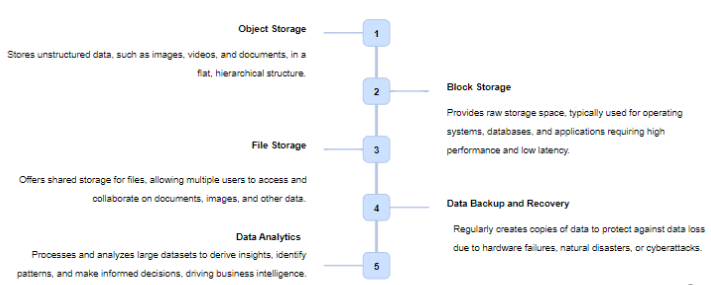 Object Storage
1
Stores unstructured data, such as images, videos, and documents, in a
flat, hierarchical structure.
2
Block Storage
Provides raw storage space, typically used for operating
systems, databases, and applications requiring high
performance and low latency.
File Storage
3
Offers shared storage for files, allowing multiple users to access and
collaborate on documents, images, and other data.
4
Data Backup and Recovery
Regularly creates copies of data to protect against data loss
due to hardware failures, natural disasters, or cyberattacks.
Data Analytics
5
Processes and analyzes large datasets to derive insights, identify
patterns, and make informed decisions, driving business intelligence.